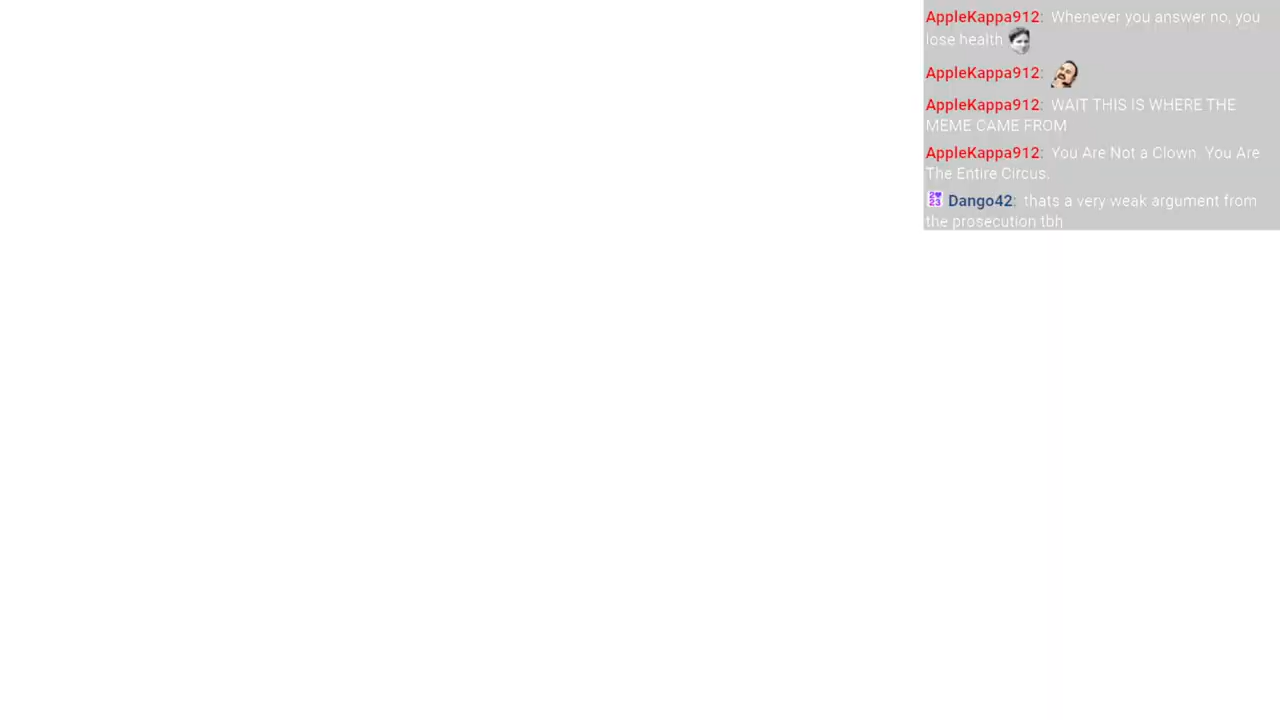 AppleKappa912: Whenever you answer no, you
lose health
AppleKappa912:
AppleKappa912: WAIT THIS IS WHERE THE
MEME CAME FROM
AppleKappa912: You Are Not a Clown. You Are
The Entire Circus.
2023 Dango42: thats a very weak argument from
the prosecution tbh